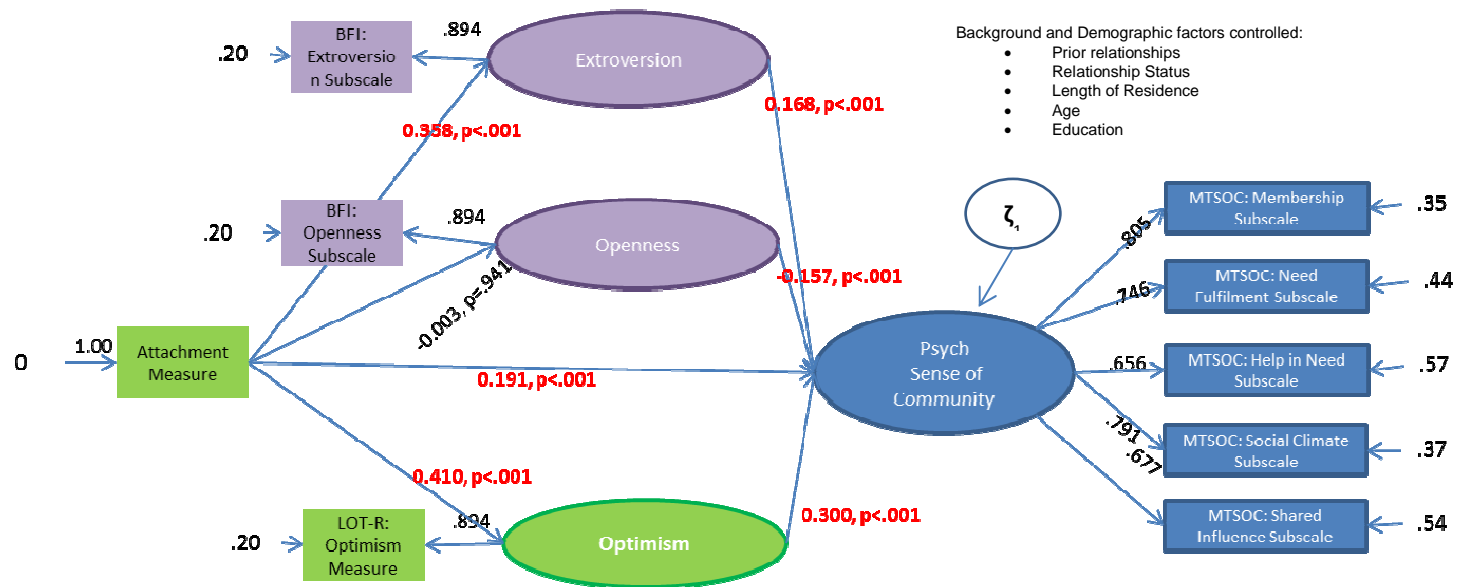 .20
BFI:
Extroversio
n Subscale
.894
Extroversion
0.358, p<.001
0.168, p<.001
Background and Demographic factors controlled:
• Prior relationships
• Relationship Status
• Length of Residence
• Age
• Education
.20
BFI:
Openness
Subscale
.894
Openness
-0.003, p=.941
-0.157, p<.001
ζ1
0
1.00
Attachment
Measure
0.191, p<.001
Psych
Sense of
Community
.805
MTSOC: Membership
Subscale
.35
.746
MTSOC: Need
Fulfilment Subscale
.44
.656
MTSOC: Help in Need
Subscale
.57
.791
MTSOC: Social Climate
Subscale
.37
.677
MTSOC: Shared
Influence Subscale
.54
0.410, p<.001
.20
LOT-R:
Optimism
Measure
.894
Optimism
0.300, p<.001